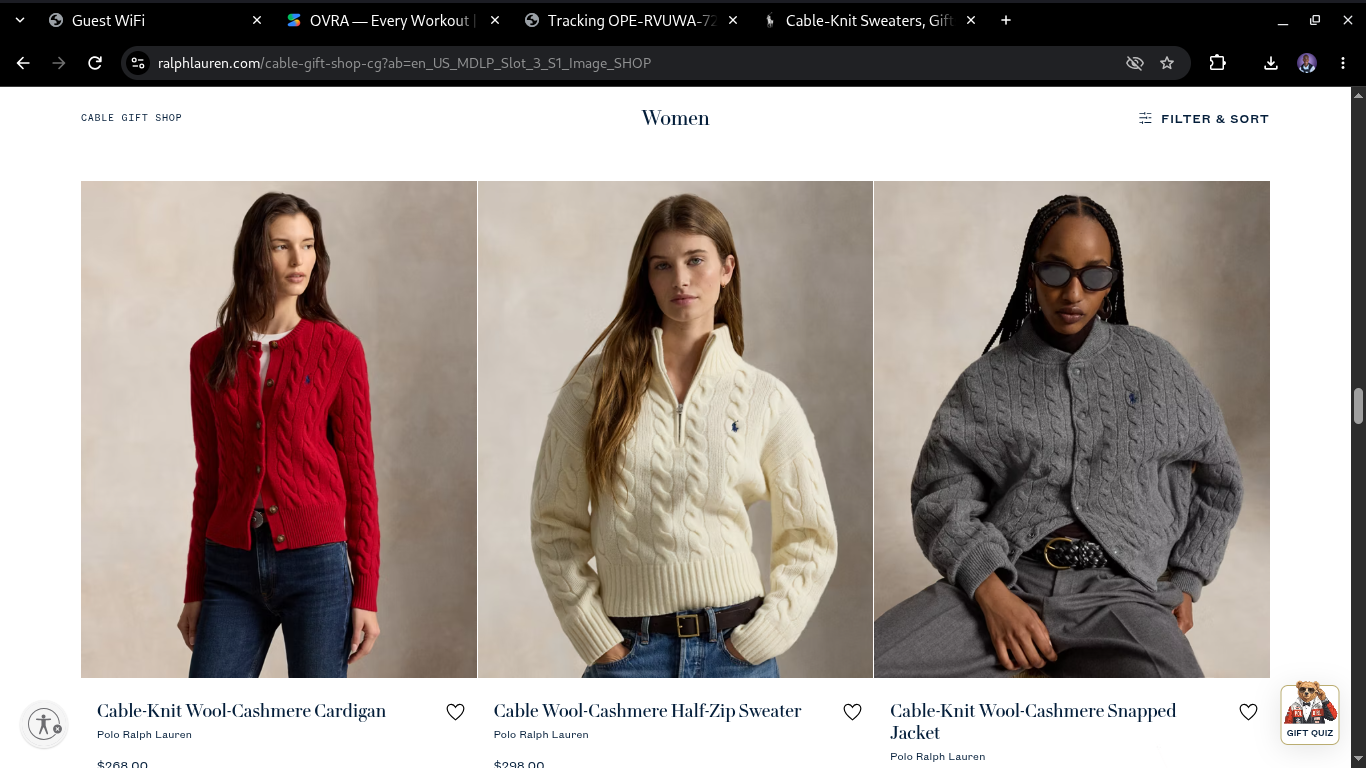 Guest WiFi
OVRA — Every Workout |
Tracking OPE-RVUWA-72
Cable-Knit Sweaters, Gift
ralphlauren.com/cable-gift-shop-cg?ab=en_US_MDLP_Slot_3_S1_Image_SHOP
CABLE GIFT SHOP
Women
FILTER & SORT
Cable-Knit Wool-Cashmere Cardigan
Polo Ralph Lauren
$268.00
Cable Wool-Cashmere Half-Zip Sweater
Polo Ralph Lauren
$298.00
Cable-Knit Wool-Cashmere Snapped
Jacket
Polo Ralph Lauren
GIFT QUIZ